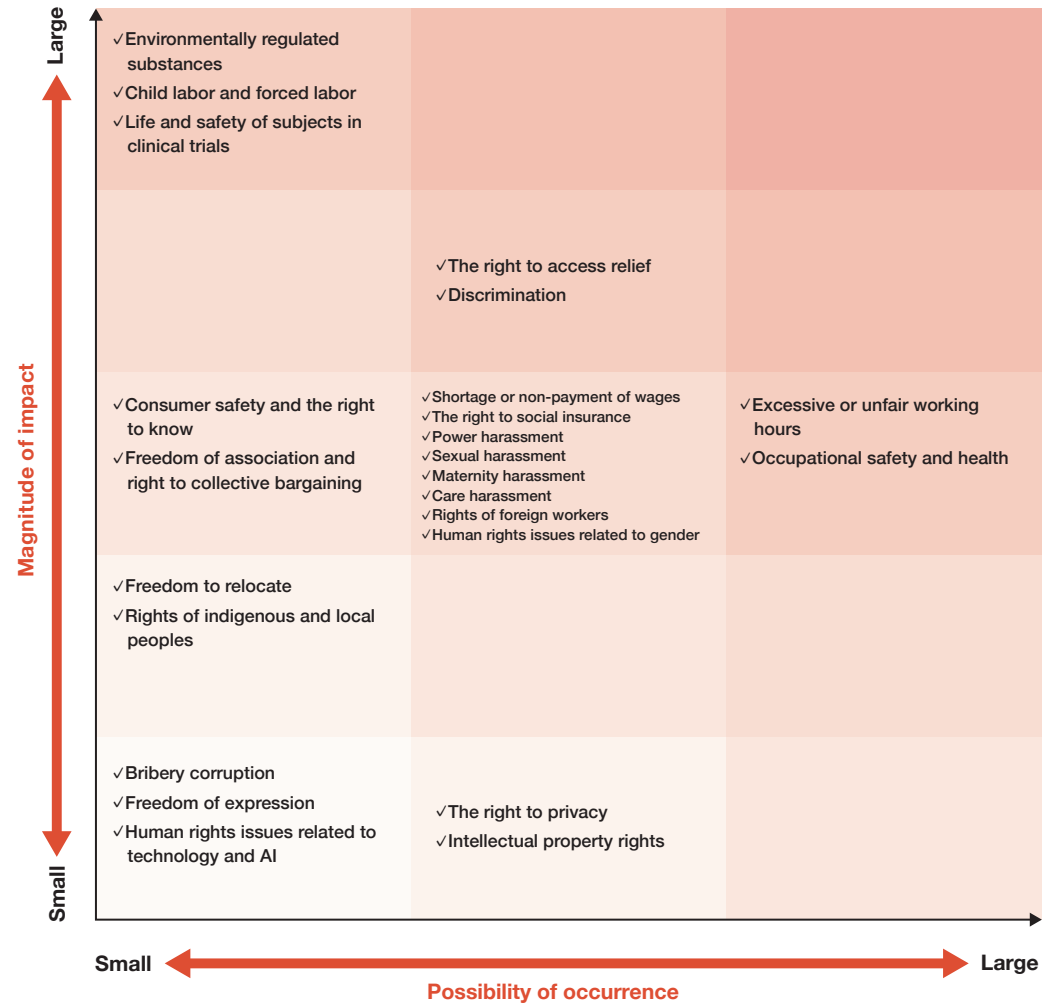 Large
✓Environmentally regulated
substances
✓Child labor and forced labor
✓Life and safety of subjects in
clinical trials
✓The right to access relief
✓Discrimination
Magnitude of impact
✓Consumer safety and the right
to know
✓Freedom of association and
right to collective bargaining
✓Shortage or non-payment of wages
✓The right to social insurance
✓Power harassment
✓Sexual harassment
✓Maternity harassment
✓Care harassment
✓Rights of foreign workers
✓Human rights issues related to gender
✓Excessive or unfair working
hours
✓Occupational safety and health
✓Freedom to relocate
✓Rights of indigenous and local
peoples
✓Bribery corruption
✓Freedom of expression
✓Human rights issues related to
technology and AI
✓The right to privacy
✓Intellectual property rights
Small
Small
Large
Possibility of occurrence